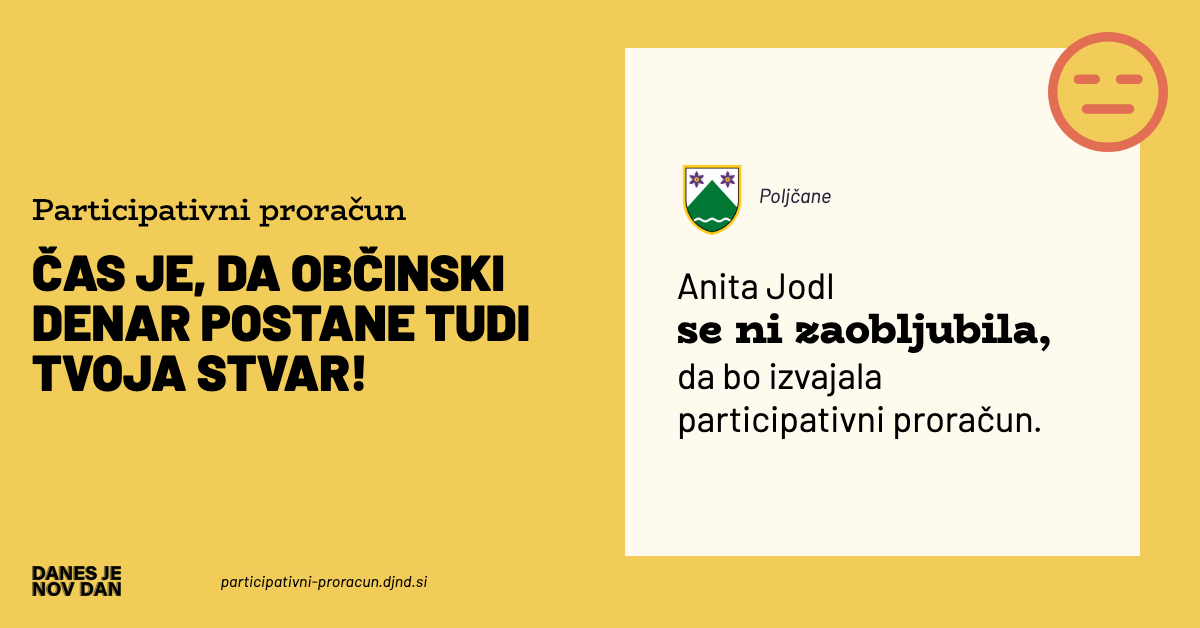 Participativni proračun
ČAS JE, DA OBČINSKI
DENAR POSTANE TUDI
TVOJA STVAR!
DANES JE
NOV DAN
participativni-proracun.djnd.si
Poljčane
Anita Jodl
se ni zaobljubila,
da bo izvajala
participativni proračun.